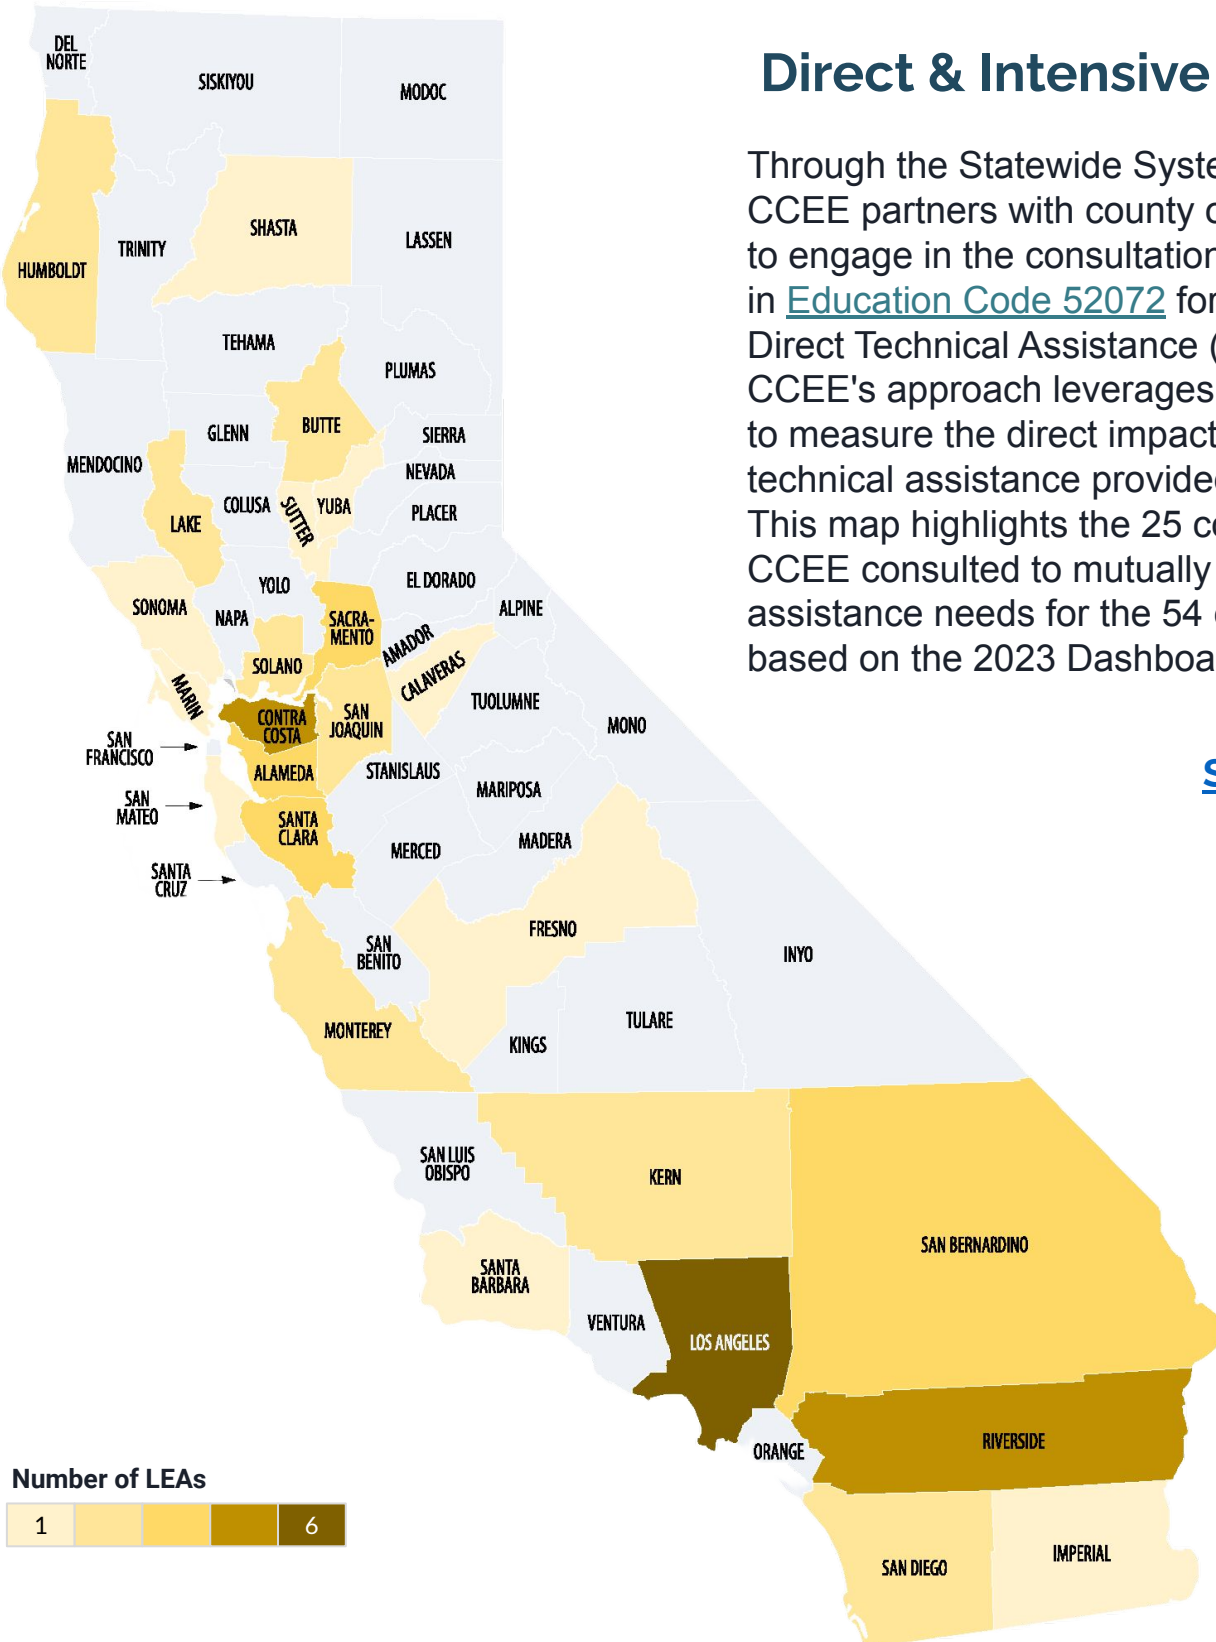 Direct & Intensive
Through the Statewide Syste
CCEE partners with county o
to engage in the consultation
in Education Code 52072 for
Direct Technical Assistance (
CCEE's approach leverages
to measure the direct impact
technical assistance provided
This map highlights the 25 co
CCEE consulted to mutually
assistance needs for the 54
based on the 2023 Dashboa
S
DEL
NORTE
SISKIYOU
MODOC
HUMBOLDT
TRINITY
SHASTA
LASSEN
TEHAMA
PLUMAS
GLENN
BUTTE
SIERRA
NEVADA
MENDOCINO
LAKE
COLUSA
SUTTER
YUBA
PLACER
YOLO
EL DORADO
SONOMA
NAPA
SACRA-
MENTO
ALPINE
AMADOR
SOLANO
CALAVERAS
MARIN
TUOLUMNE
CONTRA
COSTA
SAN
JOAQUIN
MONO
SAN
FRANCISCO
ALAMEDA
STANISLAUS
MARIPOSA
SAN
MATEO
SANTA
CLARA
MERCED
MADERA
SANTA
CRUZ
FRESNO
SAN
BENITO
INYO
MONTEREY
KINGS
TULARE
SAN LUIS
OBISPO
KERN
SAN BERNARDINO
SANTA
BARBARA
VENTURA
LOS ANGELES
ORANGE
RIVERSIDE
SAN DIEGO
IMPERIAL
Number of LEAs
1
6